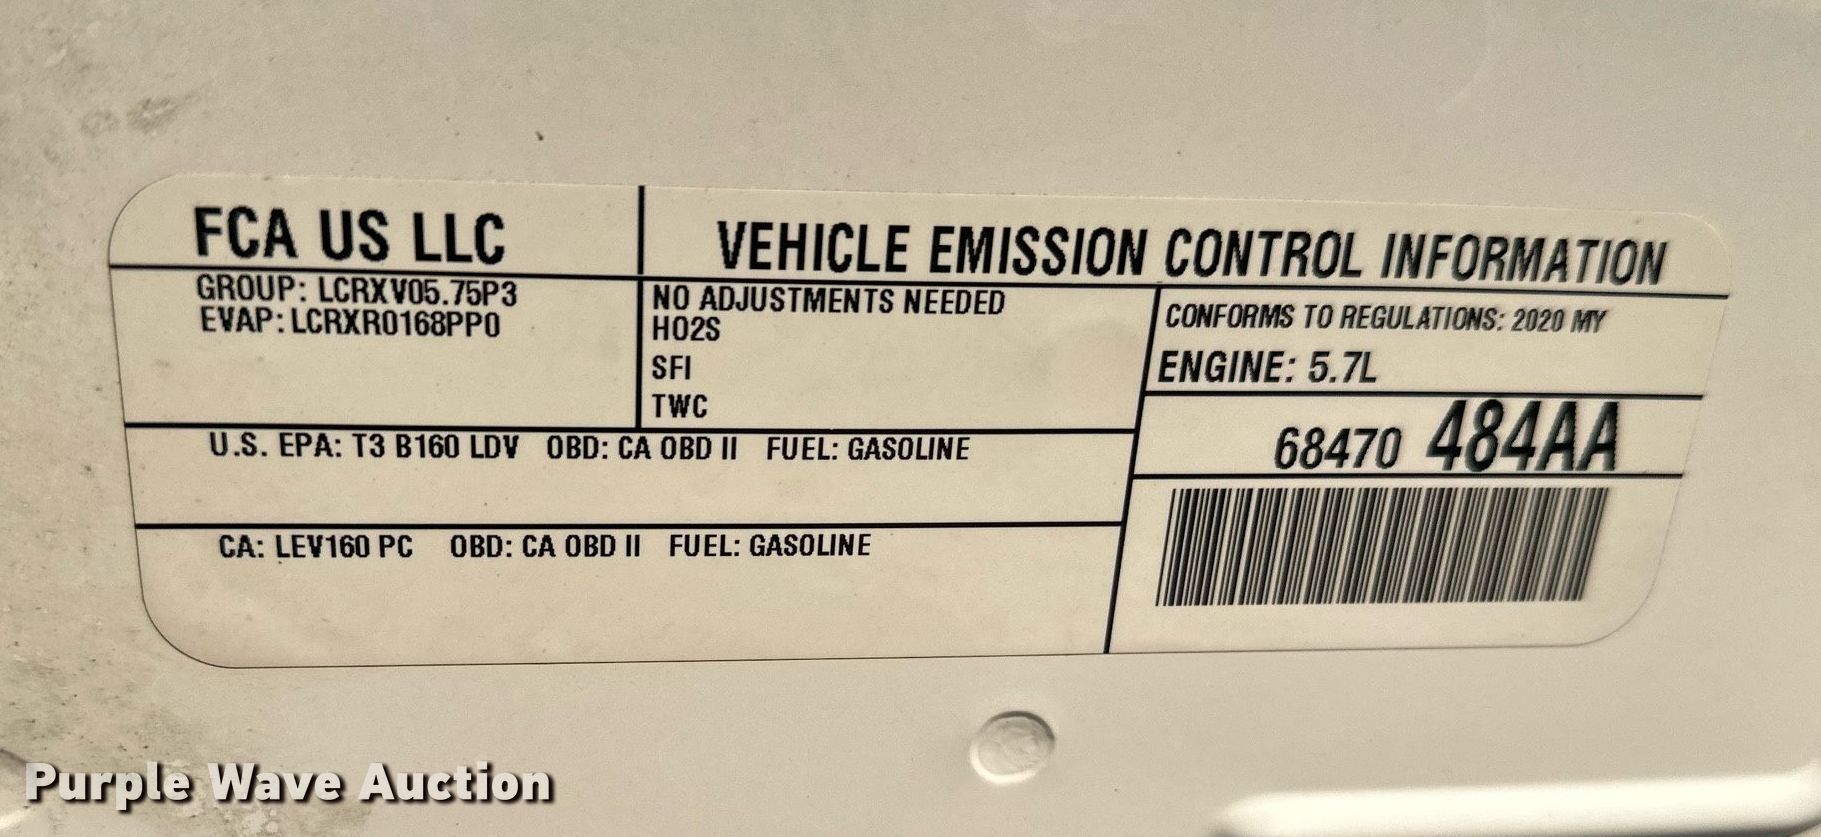 FCA US LLC
VEHICLE EMISSION CONTROL INFORMATION
GROUP: LCRXV05.75P3
EVAP: LCRXR0168PP0
NO ADJUSTMENTS NEEDED
HO2S
SFI
TWC
CONFORMS TO REGULATIONS: 2020 MY
ENGINE: 5.7L
68470 484AA
U.S. EPA: T3 B160 LDV OBD: CA OBD II FUEL: GASOLINE
CA: LEV160 PC OBD: CA OBD II FUEL: GASOLINE
Purple Wave Auction